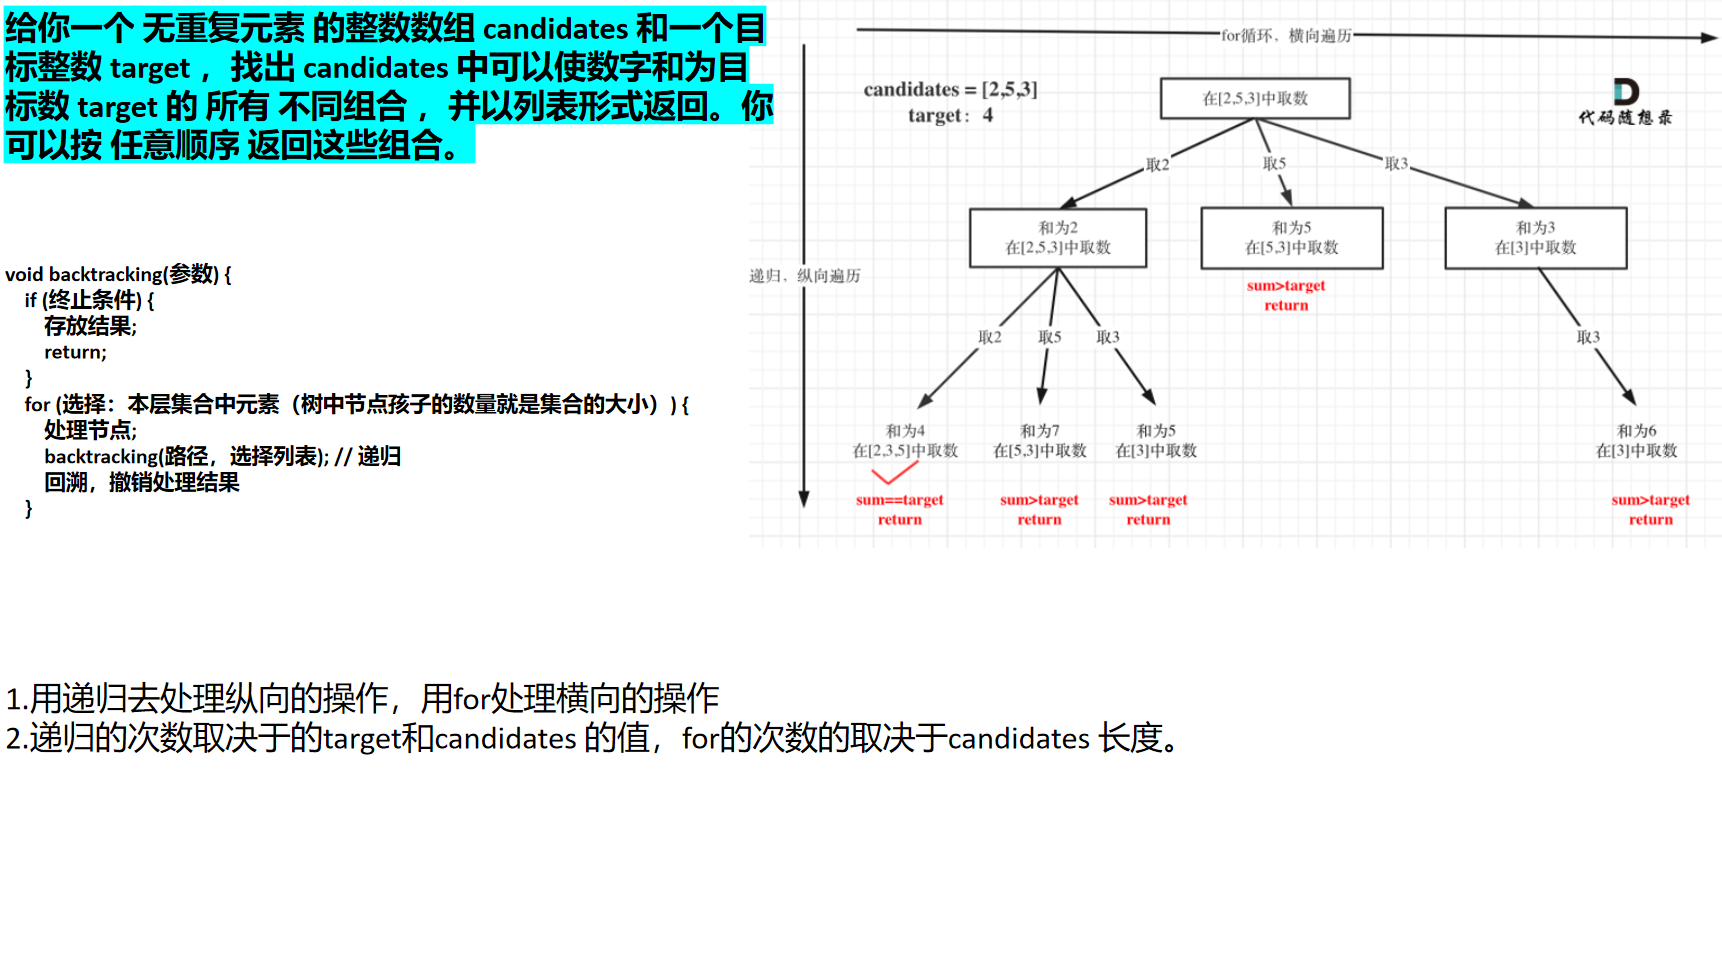 给你一个 无重复元素 的整数数组 candidates 和一个目
标整数 target ，找出 candidates 中可以使数字和为目
标数 target 的 所有 不同组合 ，并以列表形式返回。你
可以按 任意顺序 返回这些组合。
void backtracking(参数) {
if (终止条件) {
存放结果;
return;
}
for (选择：本层集合中元素（树中节点孩子的数量就是集合的大小）) {
处理节点;
backtracking(路径，选择列表); // 递归
回溯，撤销处理结果
}
for循环，横向遍历
candidates = [2,5,3]
target：4
在[2,5,3]中取数
代码随想录
取2
取5
取3
和为2
在[2,5,3]中取数
和为5
在[5,3]中取数
和为3
在[3]中取数
递归，纵向遍历
sum>target
return
取2
取5
取3
取3
和为4
在[2,3,5]中取数
和为7
在[5,3]中取数
和为5
在[3]中取数
和为6
在[3]中取数
sum==target
return
sum>target
return
sum>target
return
sum>target
return
1.用递归去处理纵向的操作，用for处理横向的操作
2.递归的次数取决于的target和candidates 的值，for的次数的取决于candidates 长度。